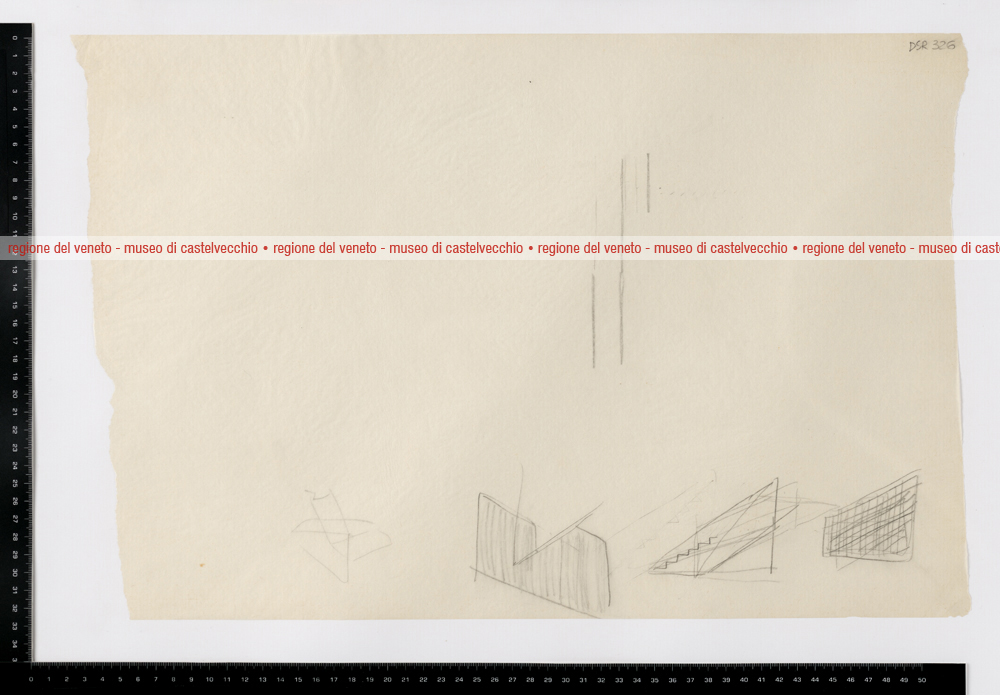 DSR 326
regione del veneto - museo di castelvecchio • regione del veneto - museo di castelvecchio • regione del veneto - museo di castelvecchio • regione del veneto - museo di cast
0 1 2 3 4 5 6 7 8 9 10 13 14 15 16 17 18 19 20 21 22 23 24 25 26 27 28 29 30 31 32 33 34
0 1 2 3 4 5 6 7 8 9 10 11 12 13 14 15 16 17 18 19 20 21 22 23 24 25 26 27 28 29 30 31 32 33 34 35 36 37 38 39 40 41 42 43 44 45 46 47 48 49 50